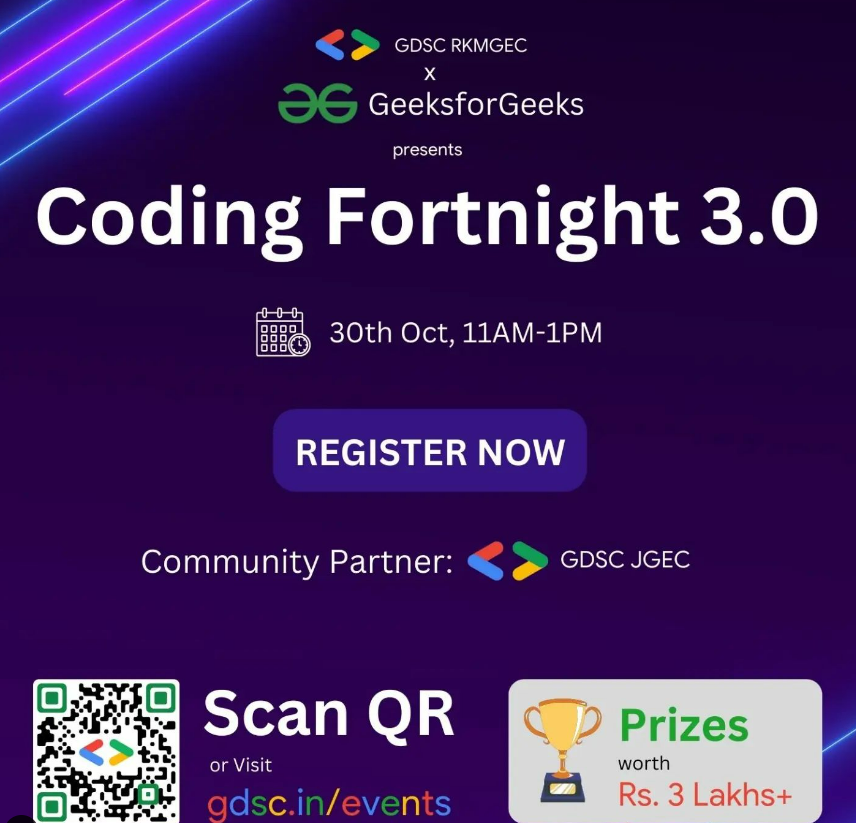 GDSC RKMGEC
X
GeeksforGeeks
presents
Coding Fortnight 3.0
30th Oct, 11AM-1PM
REGISTER NOW
Community Partner: GDSC JGEC
Scan QR
or Visit
gdsc.in/events
Prizes
worth
Rs. 3 Lakhs+